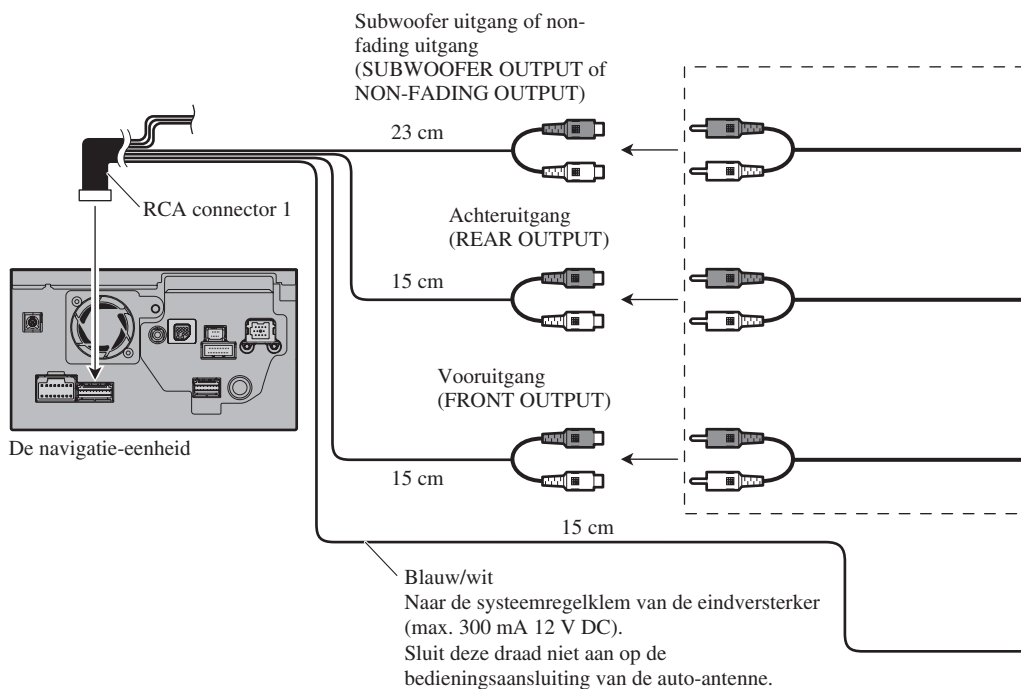 Subwoofer uitgang of non-
fading uitgang
(SUBWOOFER OUTPUT of
NON-FADING OUTPUT)
23 cm
RCA connector 1
Achteruitgang
(REAR OUTPUT)
15 cm
Vooruitgang
(FRONT OUTPUT)
De navigatie-eenheid
15 cm
15 cm
Blauw/wit
Naar de systeemregelklem van de eindversterker
(max. 300 mA 12 V DC).
Sluit deze draad niet aan op de
bedieningsaansluiting van de auto-antenne.